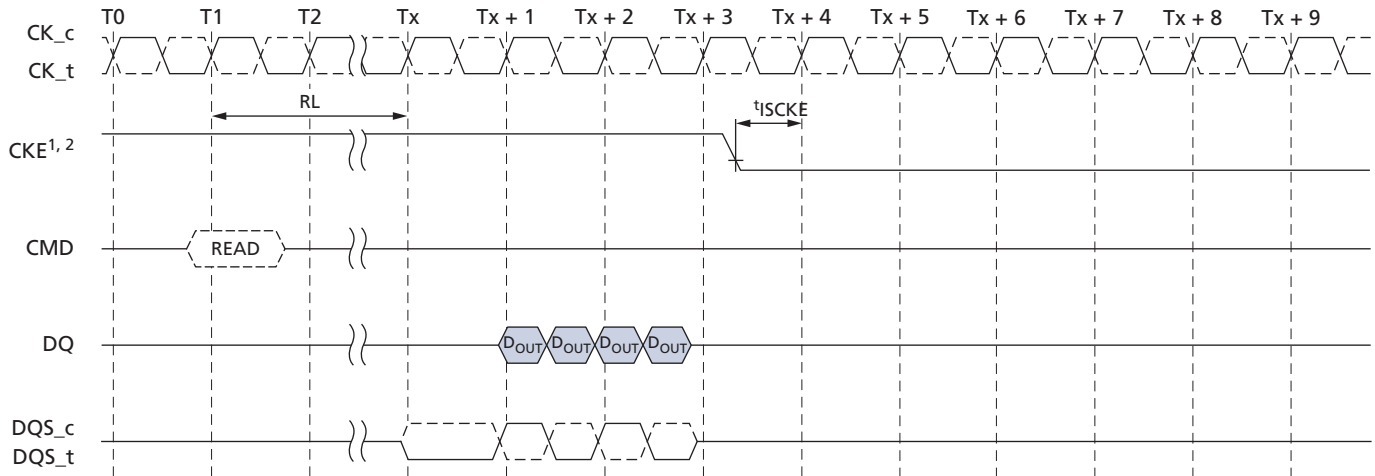 T0 T1 T2 Tx Tx + 1 Tx + 2 Tx + 3 Tx + 4 Tx + 5 Tx + 6 Tx + 7 Tx + 8 Tx + 9
CK_c
CK_t
RL
tISCKE
CKE1, 2
CMD READ
DQ DOUT DOUT DOUT DOUT
DQS_c
DQS_t